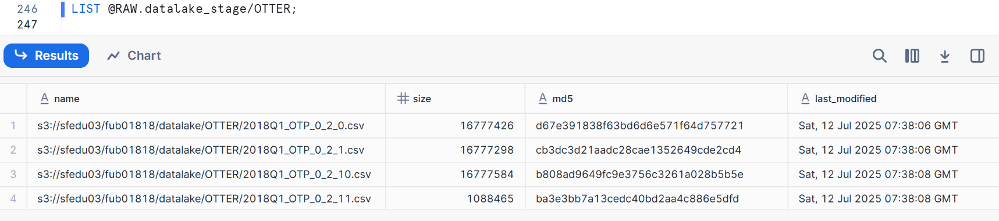 246 LIST @RAW.datalake_stage/OTTER;
247
Results Chart
name size md5 last_modified
1 s3://sfedu03/fub01818/datalake/OTTER/2018Q1_OTP_0_2_0.csv 16777426 d67e391838f63bd6d6e571f64d757721 Sat, 12 Jul 2025 07:38:06 GMT
2 s3://sfedu03/fub01818/datalake/OTTER/2018Q1_OTP_0_2_1.csv 16777298 cb3dc3d21aadc28cae1352649cde2cd4 Sat, 12 Jul 2025 07:38:06 GMT
3 s3://sfedu03/fub01818/datalake/OTTER/2018Q1_OTP_0_2_10.csv 16777584 b808ad9649fc9e3756c3261a028b5b5e Sat, 12 Jul 2025 07:38:08 GMT
4 s3://sfedu03/fub01818/datalake/OTTER/2018Q1_OTP_0_2_11.csv 1088465 ba3e3bb7a13cedc40bd2aa4c886e5dfd Sat, 12 Jul 2025 07:38:08 GMT